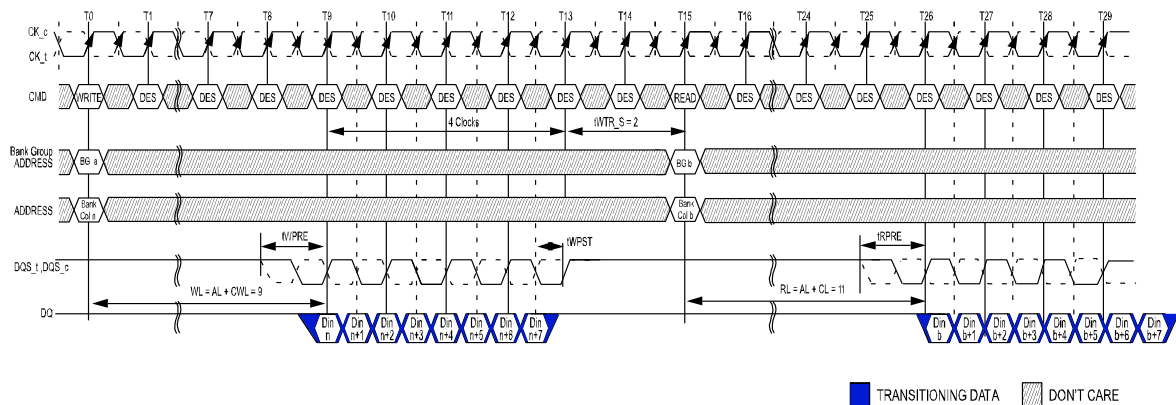 T0 T1 T7 T8 T9 T10 T11 T12 T13 T14 T15 T16 T24 T25 T26 T27 T28 T29
CK_c
CK_t
CMD WRITE DES DES DES DES DES DES DES DES DES READ DES DES DES DES DES DES DES
4 Clocks tWTR_S = 2
Bank Group
ADDRESS BG a BG b
ADDRESS Bank Col n Bank Col b
tWPRE tWPST tRPRE
DQS_t ,DQS_c
WL = AL + CWL = 9 RL = AL + CL = 11
DQ
Din n Din n+1 Din n+2 Din n+3 Din n+4 Din n+5 Din n+6 Din n+7 Din b Din b+1 Din b+2 Din b+3 Din b+4 Din b+5 Din b+6 Din b+7
TRANSITIONING DATA DON'T CARE